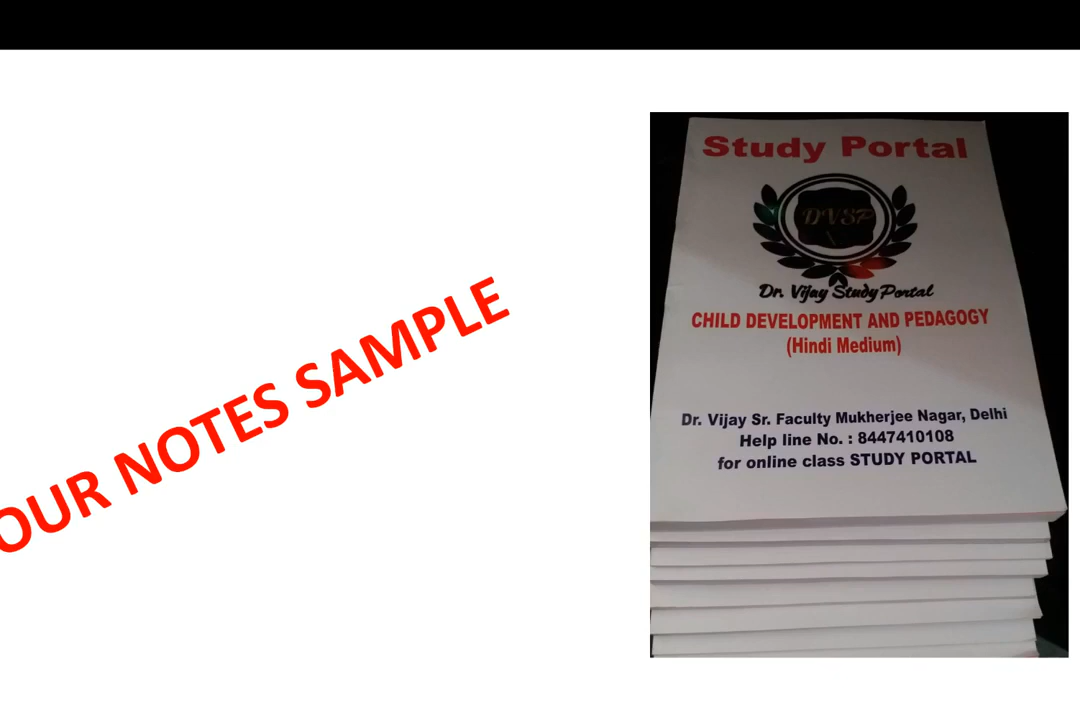 OUR NOTES SAMPLE
Study Portal
DVSP
Dr. Vijay Study Portal
CHILD DEVELOPMENT AND PEDAGOGY
(Hindi Medium)
Dr. Vijay Sr. Faculty Mukherjee Nagar, Delhi
Help line No. : 8447410108
for online class STUDY PORTAL